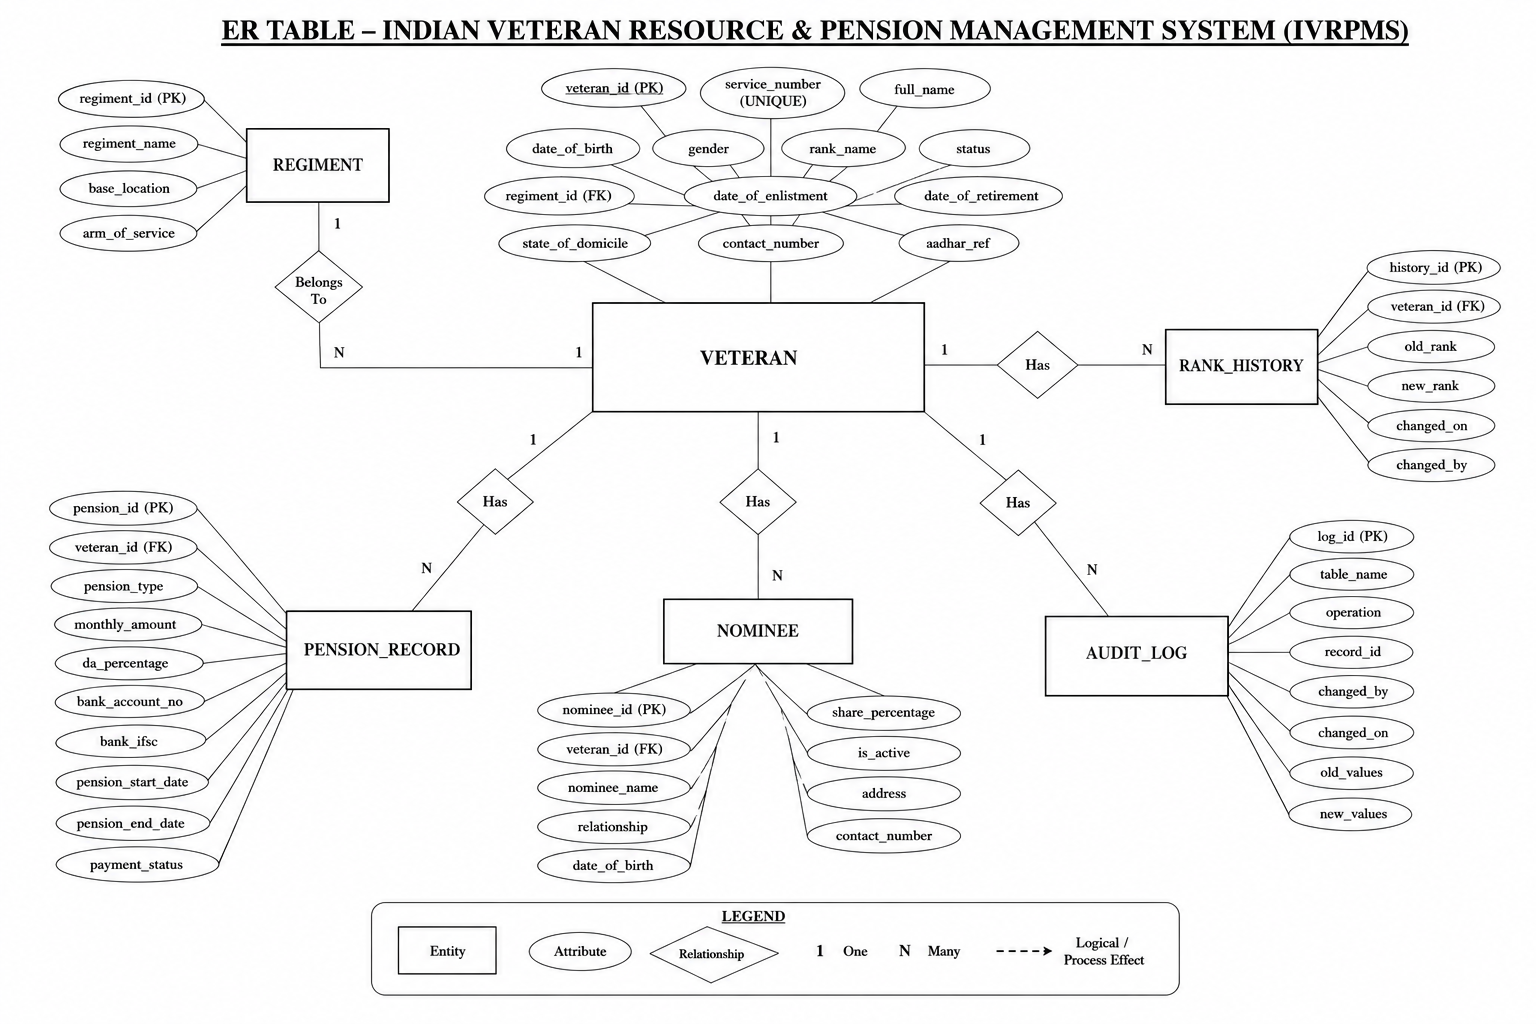 ER TABLE – INDIAN VETERAN RESOURCE & PENSION MANAGEMENT SYSTEM (IVRPMS)
regiment_id (PK)
regiment_name
base_location
arm_of_service
REGIMENT
1
Belongs
To
N
1
veteran_id (PK)
service_number
(UNIQUE)
full_name
date_of_birth
gender
rank_name
status
regiment_id (FK)
date_of_enlistment
date_of_retirement
state_of_domicile
contact_number
aadhar_ref
VETERAN
1
Has
N
RANK_HISTORY
history_id (PK)
veteran_id (FK)
old_rank
new_rank
changed_on
changed_by
1
Has
N
1
Has
N
1
Has
N
pension_id (PK)
veteran_id (FK)
pension_type
monthly_amount
da_percentage
bank_account_no
bank_ifsc
pension_start_date
pension_end_date
payment_status
PENSION_RECORD
NOMINEE
nominee_id (PK)
veteran_id (FK)
nominee_name
relationship
date_of_birth
share_percentage
is_active
address
contact_number
AUDIT_LOG
log_id (PK)
table_name
operation
record_id
changed_by
changed_on
old_values
new_values
LEGEND
Entity
Attribute
Relationship
1 One
N Many
Logical /
Process Effect